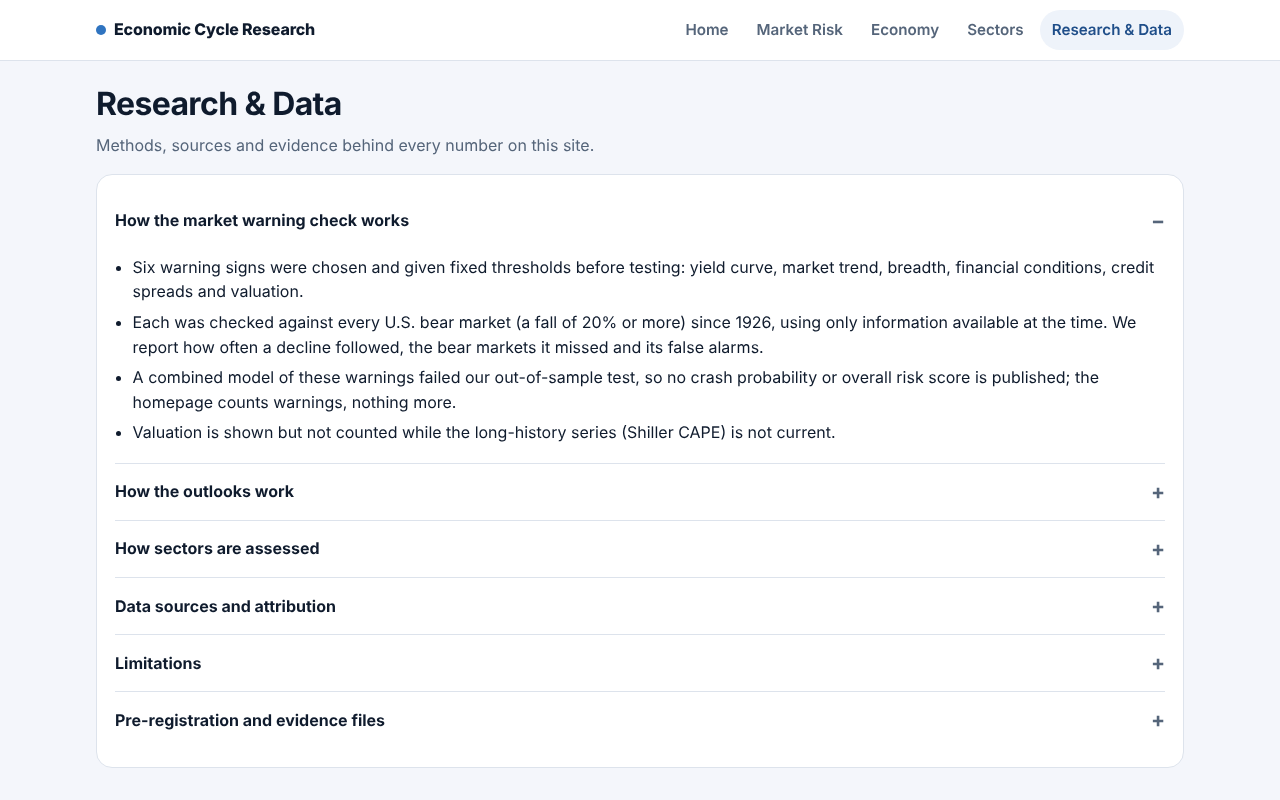 Economic Cycle Research
Home
Market Risk
Economy
Sectors
Research & Data
Research & Data
Methods, sources and evidence behind every number on this site.
How the market warning check works
−
• Six warning signs were chosen and given fixed thresholds before testing: yield curve, market trend, breadth, financial conditions, credit
spreads and valuation.
• Each was checked against every U.S. bear market (a fall of 20% or more) since 1926, using only information available at the time. We
report how often a decline followed, the bear markets it missed and its false alarms.
• A combined model of these warnings failed our out-of-sample test, so no crash probability or overall risk score is published; the
homepage counts warnings, nothing more.
• Valuation is shown but not counted while the long-history series (Shiller CAPE) is not current.
How the outlooks work
+
How sectors are assessed
+
Data sources and attribution
+
Limitations
+
Pre-registration and evidence files
+